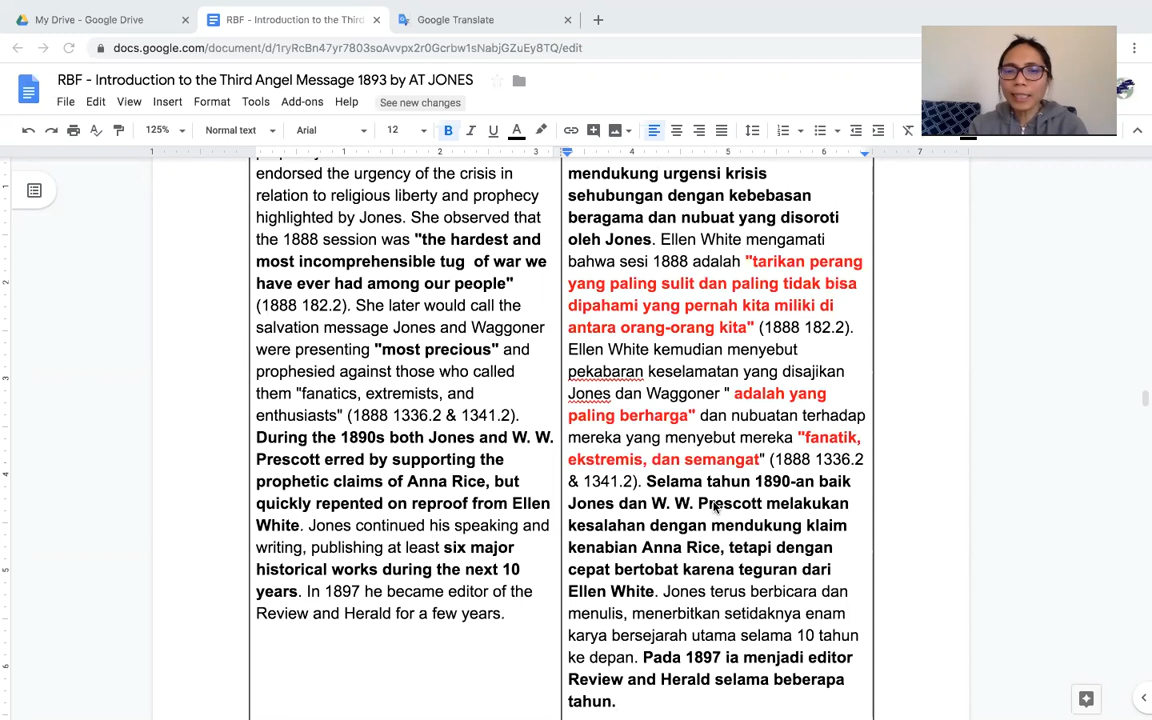 My Drive - Google Drive
RBF - Introduction to the Third
Google Translate
docs.google.com/document/d/1ryRcBn47yr7803soAvvpx2r0Gcrbw1sNabjGZuEy8TQ/edit
RBF - Introduction to the Third Angel Message 1893 by AT JONES
File Edit View Insert Format Tools Add-ons Help See new changes
125% Normal text Arial 12
endorsed the urgency of the crisis in
relation to religious liberty and prophecy
highlighted by Jones. She observed that
the 1888 session was "the hardest and
most incomprehensible tug of war we
have ever had among our people"
(1888 182.2). She later would call the
salvation message Jones and Waggoner
were presenting "most precious" and
prophesied against those who called
them "fanatics, extremists, and
enthusiasts" (1888 1336.2 & 1341.2).
During the 1890s both Jones and W. W.
Prescott erred by supporting the
prophetic claims of Anna Rice, but
quickly repented on reproof from Ellen
White. Jones continued his speaking and
writing, publishing at least six major
historical works during the next 10
years. In 1897 he became editor of the
Review and Herald for a few years.
mendukung urgensi krisis
sehubungan dengan kebebasan
beragama dan nubuat yang disoroti
oleh Jones. Ellen White mengamati
bahwa sesi 1888 adalah "tarikan perang
yang paling sulit dan paling tidak bisa
dipahami yang pernah kita miliki di
antara orang-orang kita" (1888 182.2).
Ellen White kemudian menyebut
pekabaran keselamatan yang disajikan
Jones dan Waggoner " adalah yang
paling berharga" dan nubuatan terhadap
mereka yang menyebut mereka "fanatik,
ekstremis, dan semangat" (1888 1336.2
& 1341.2). Selama tahun 1890-an baik
Jones dan W. W. Prescott melakukan
kesalahan dengan mendukung klaim
kenabian Anna Rice, tetapi dengan
cepat bertobat karena teguran dari
Ellen White. Jones terus berbicara dan
menulis, menerbitkan setidaknya enam
karya bersejarah utama selama 10 tahun
ke depan. Pada 1897 ia menjadi editor
Review and Herald selama beberapa
tahun.